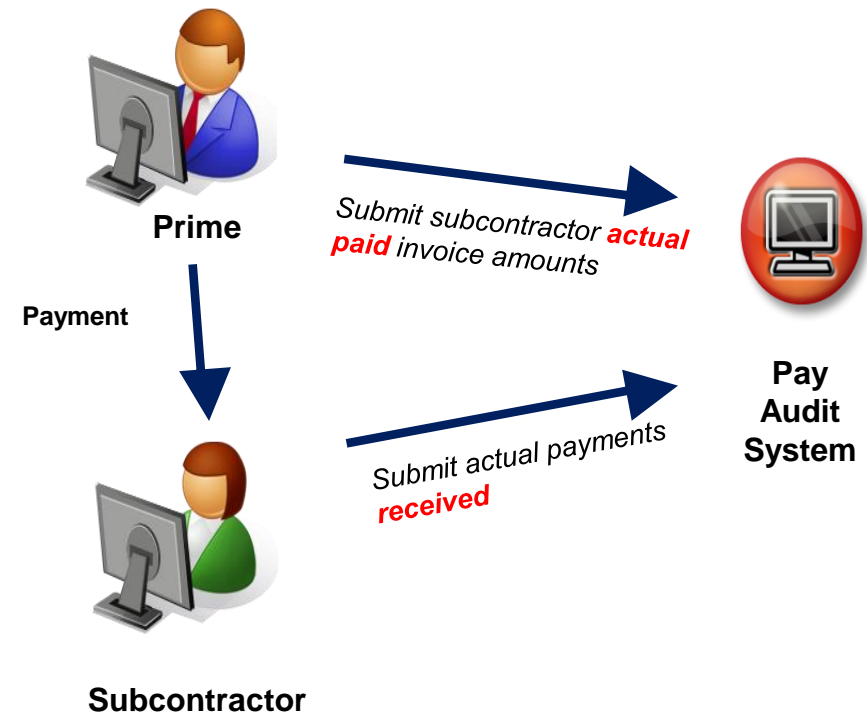 Prime
Submit subcontractor actual
paid invoice amounts
Payment
Pay
Audit
System
Submit actual payments
received
Subcontractor